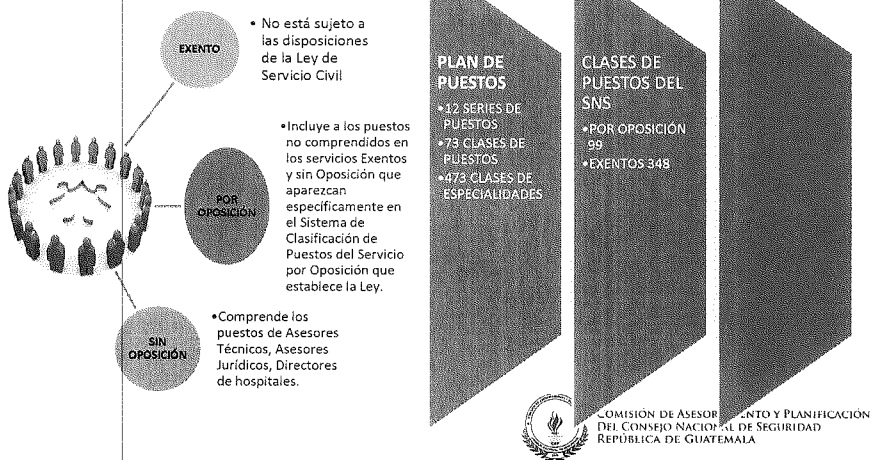 EXENTO
• No está sujeto a
las disposiciones
de la Ley de
Servicio Civil
POR
OPOSICIÓN
•Incluye a los puestos
no comprendidos en
los servicios Exentos
y sin Oposición que
aparezcan
específicamente en
el Sistema de
Clasificación de
Puestos del Servicio
por Oposición que
establece la Ley.
SIN
OPOSICIÓN
•Comprende los
puestos de Asesores
Técnicos, Asesores
Jurídicos, Directores
de hospitales.
PLAN DE
PUESTOS
•12 SERIES DE
PUESTOS
•73 CLASES DE
PUESTOS
•473 CLASES DE
ESPECIALIDADES
CLASES DE
PUESTOS DEL
SNS
•POR OPOSICIÓN
99
•EXENTOS 348
COMISIÓN DE Y PLANIFICACIÓN
DEL CONSEJO NACIONAL DE SEGURIDAD
REPÚBLICA DE GUATEMALA